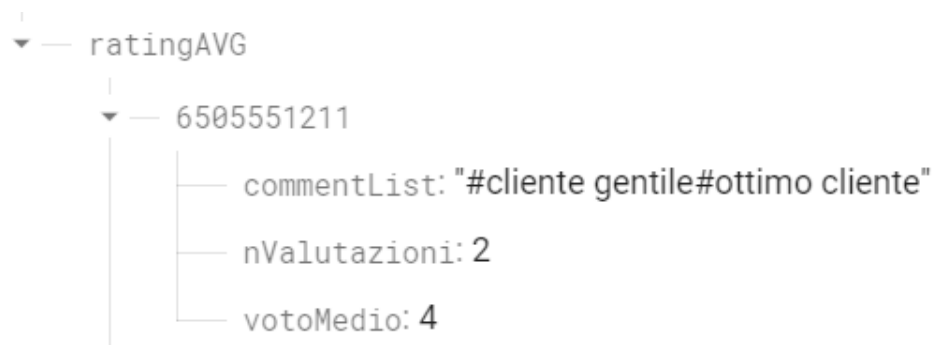 ratingAVG
6505551211
commentList: "#cliente gentile#ottimo cliente"
nValutazioni: 2
votoMedio: 4